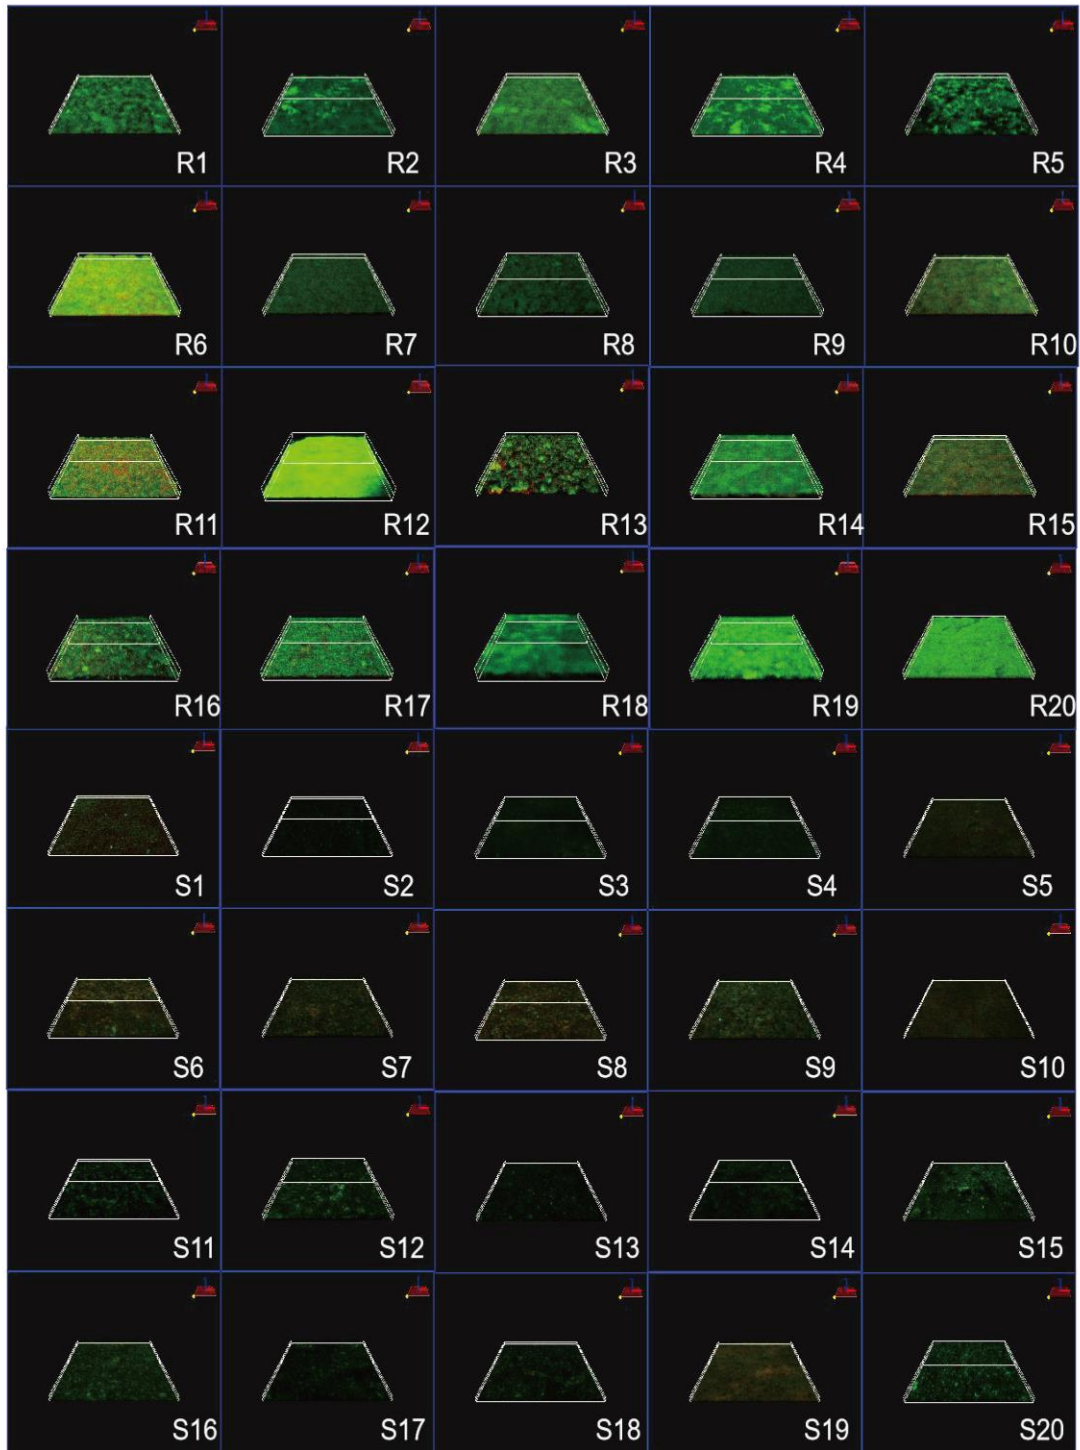 R1 R2 R3 R4 R5
R6 R7 R8 R9 R10
R11 R12 R13 R14 R15
R16 R17 R18 R19 R20
S1 S2 S3 S4 S5
S6 S7 S8 S9 S10
S11 S12 S13 S14 S15
S16 S17 S18 S19 S20